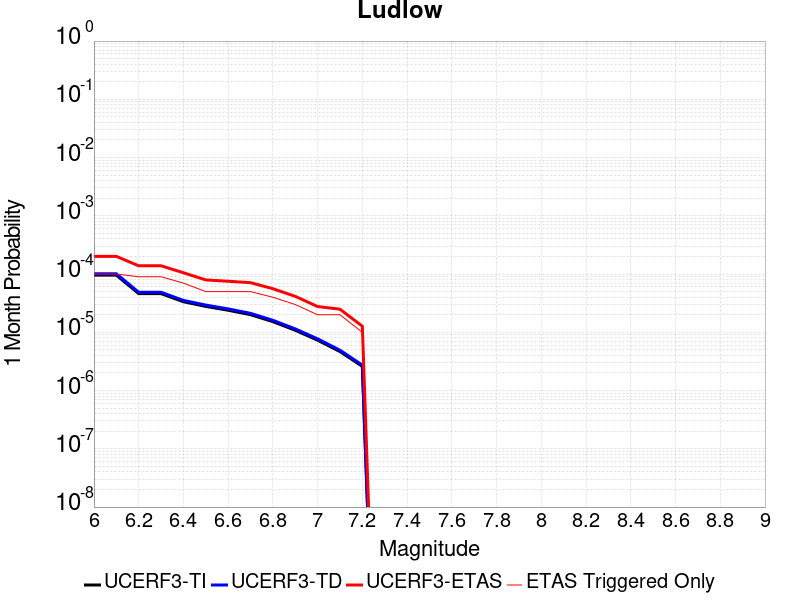 Ludlow
10^0
10^-1
10^-2
10^-3
10^-4
10^-5
10^-6
10^-7
10^-8
1 Month Probability
6 6.2 6.4 6.6 6.8 7 7.2 7.4 7.6 7.8 8 8.2 8.4 8.6 8.8 9
Magnitude
UCERF3-TI UCERF3-TD UCERF3-ETAS ETAS Triggered Only